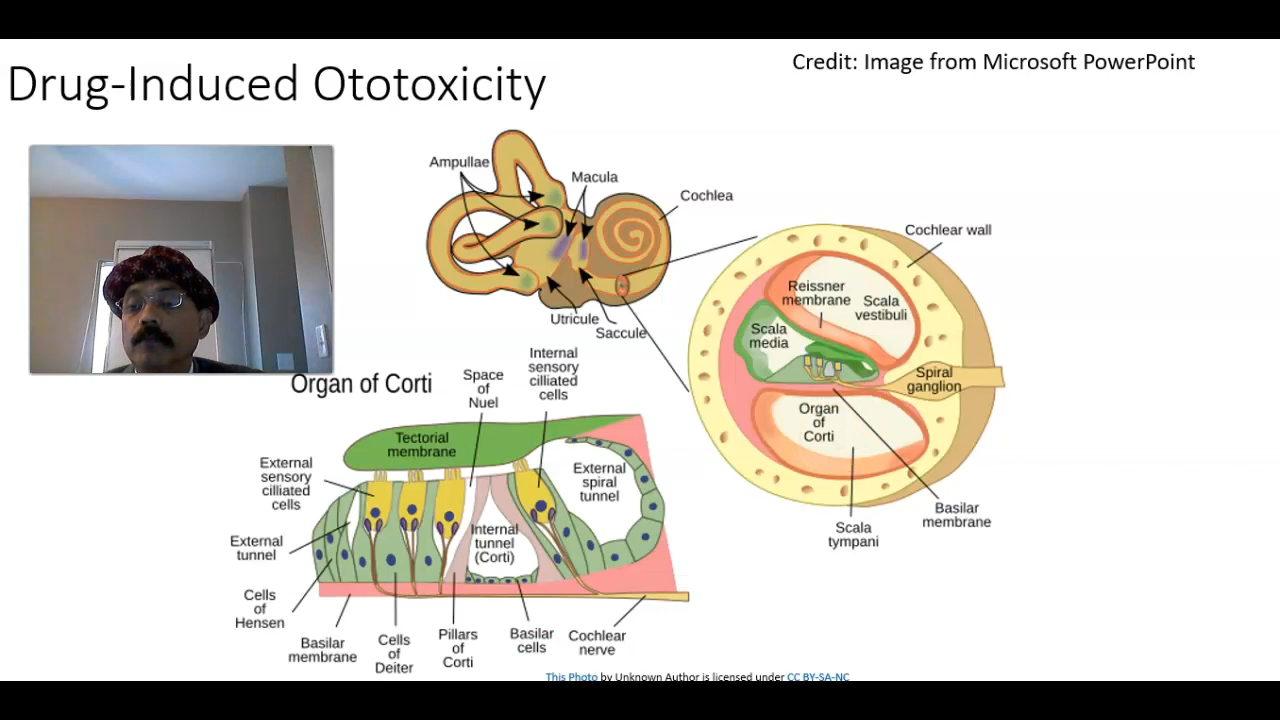 Drug-Induced Ototoxicity
Credit: Image from Microsoft PowerPoint
Ampullae
Macula
Cochlea
Utricule
Saccule
Cochlear wall
Reissner
membrane
Scala
vestibuli
Scala
media
Spiral
ganglion
Organ
of
Corti
Basilar
membrane
Scala
tympani
Organ of Corti
Space
of
Nuel
Internal
sensory
cilliated
cells
Tectorial
membrane
External
sensory
cilliated
cells
External
spiral
tunnel
Internal
tunnel
(Corti)
External
tunnel
Cells
of
Hensen
Basilar
membrane
Cells
of
Deiter
Pillars
of
Corti
Basilar
cells
Cochlear
nerve
This Photo by Unknown Author is licensed under CC BY-SA-NC